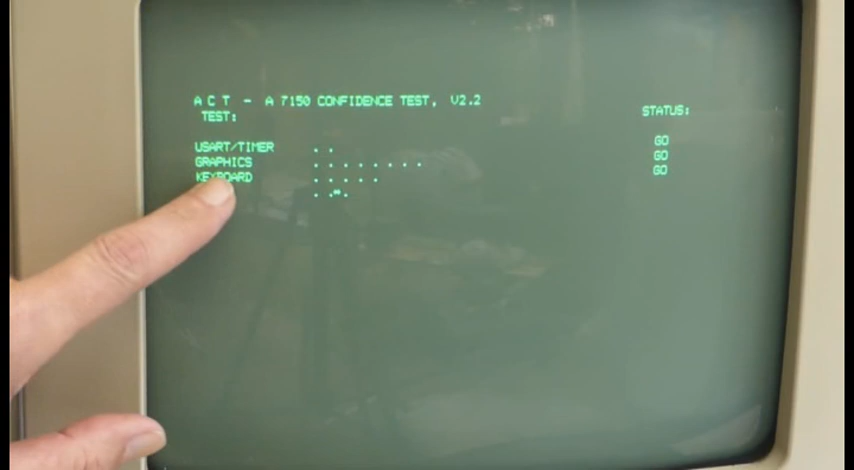 A C T - A 7150 CONFIDENCE TEST, V2.2
TEST: STATUS:
USART/TIMER . . GO
GRAPHICS . . . . . . . . GO
KEYBOARD . . . . . GO